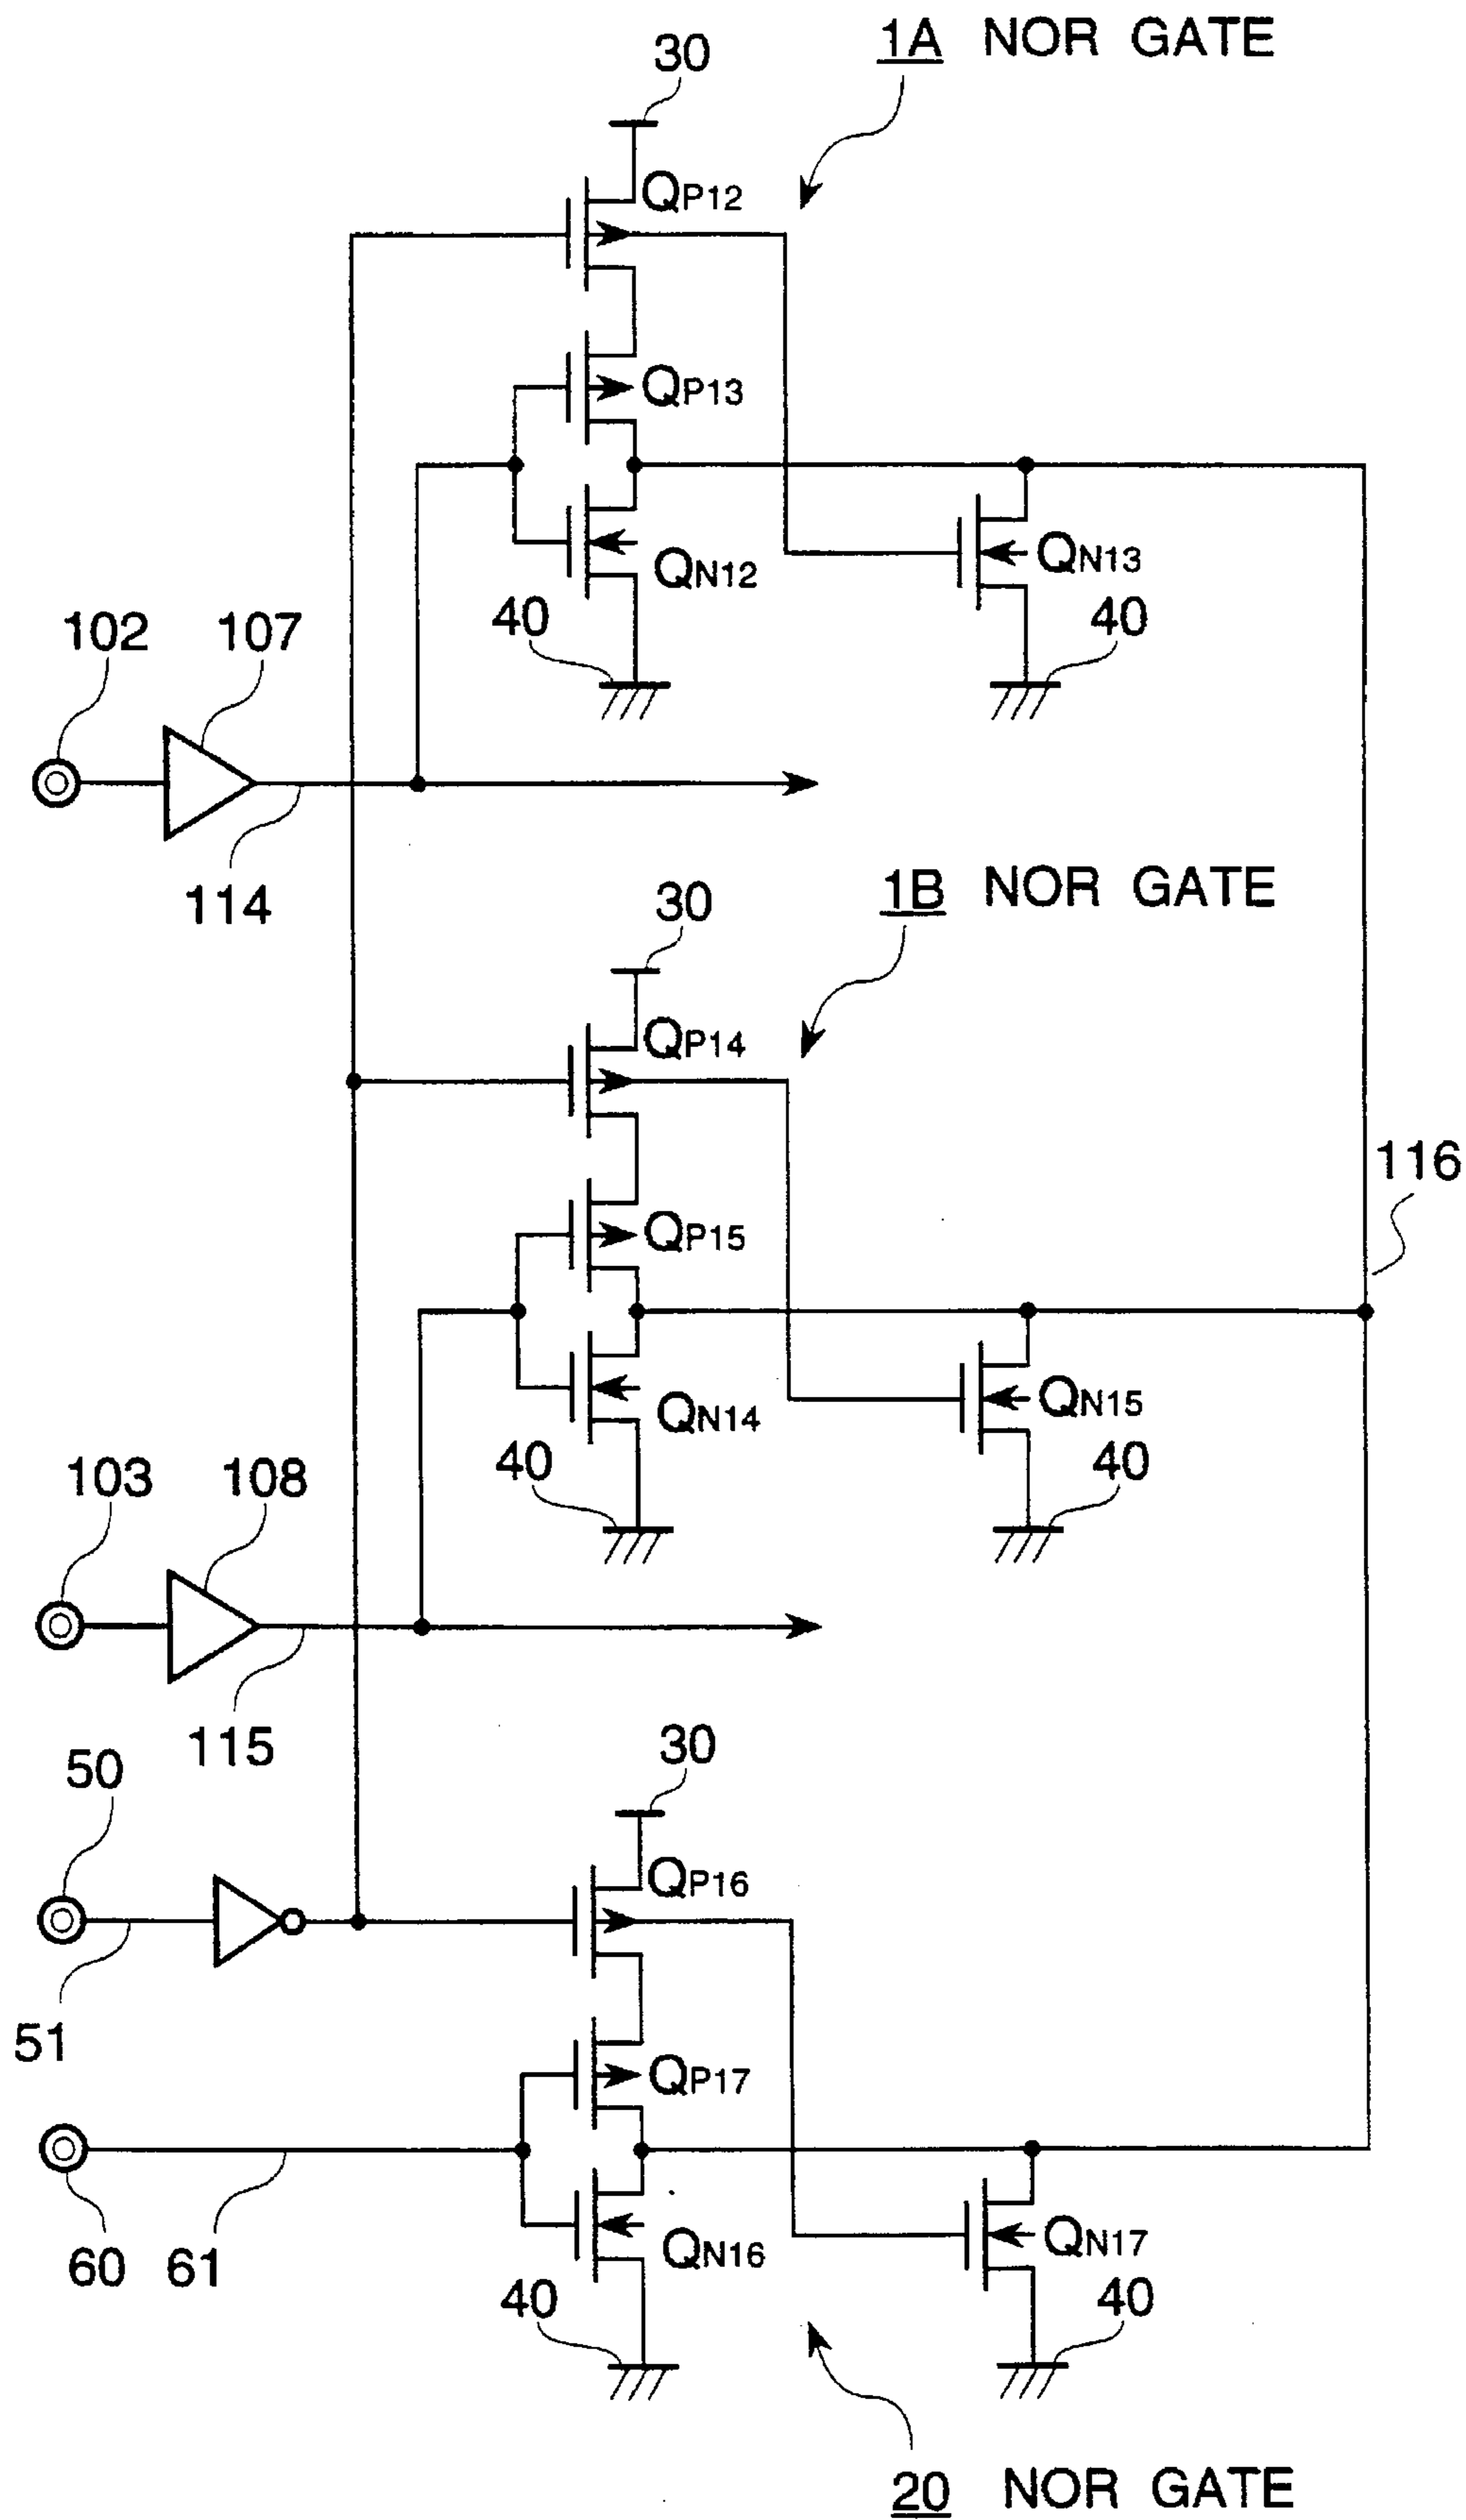 1A NOR GATE
30
QP12
QP13
QN12
QN13
40
40
102
107
114
1B NOR GATE
30
QP14
QP15
QN14
QN15
116
40
40
103
108
115
50
30
QP16
51
QP17
QN16
QN17
60
61
40
40
20 NOR GATE